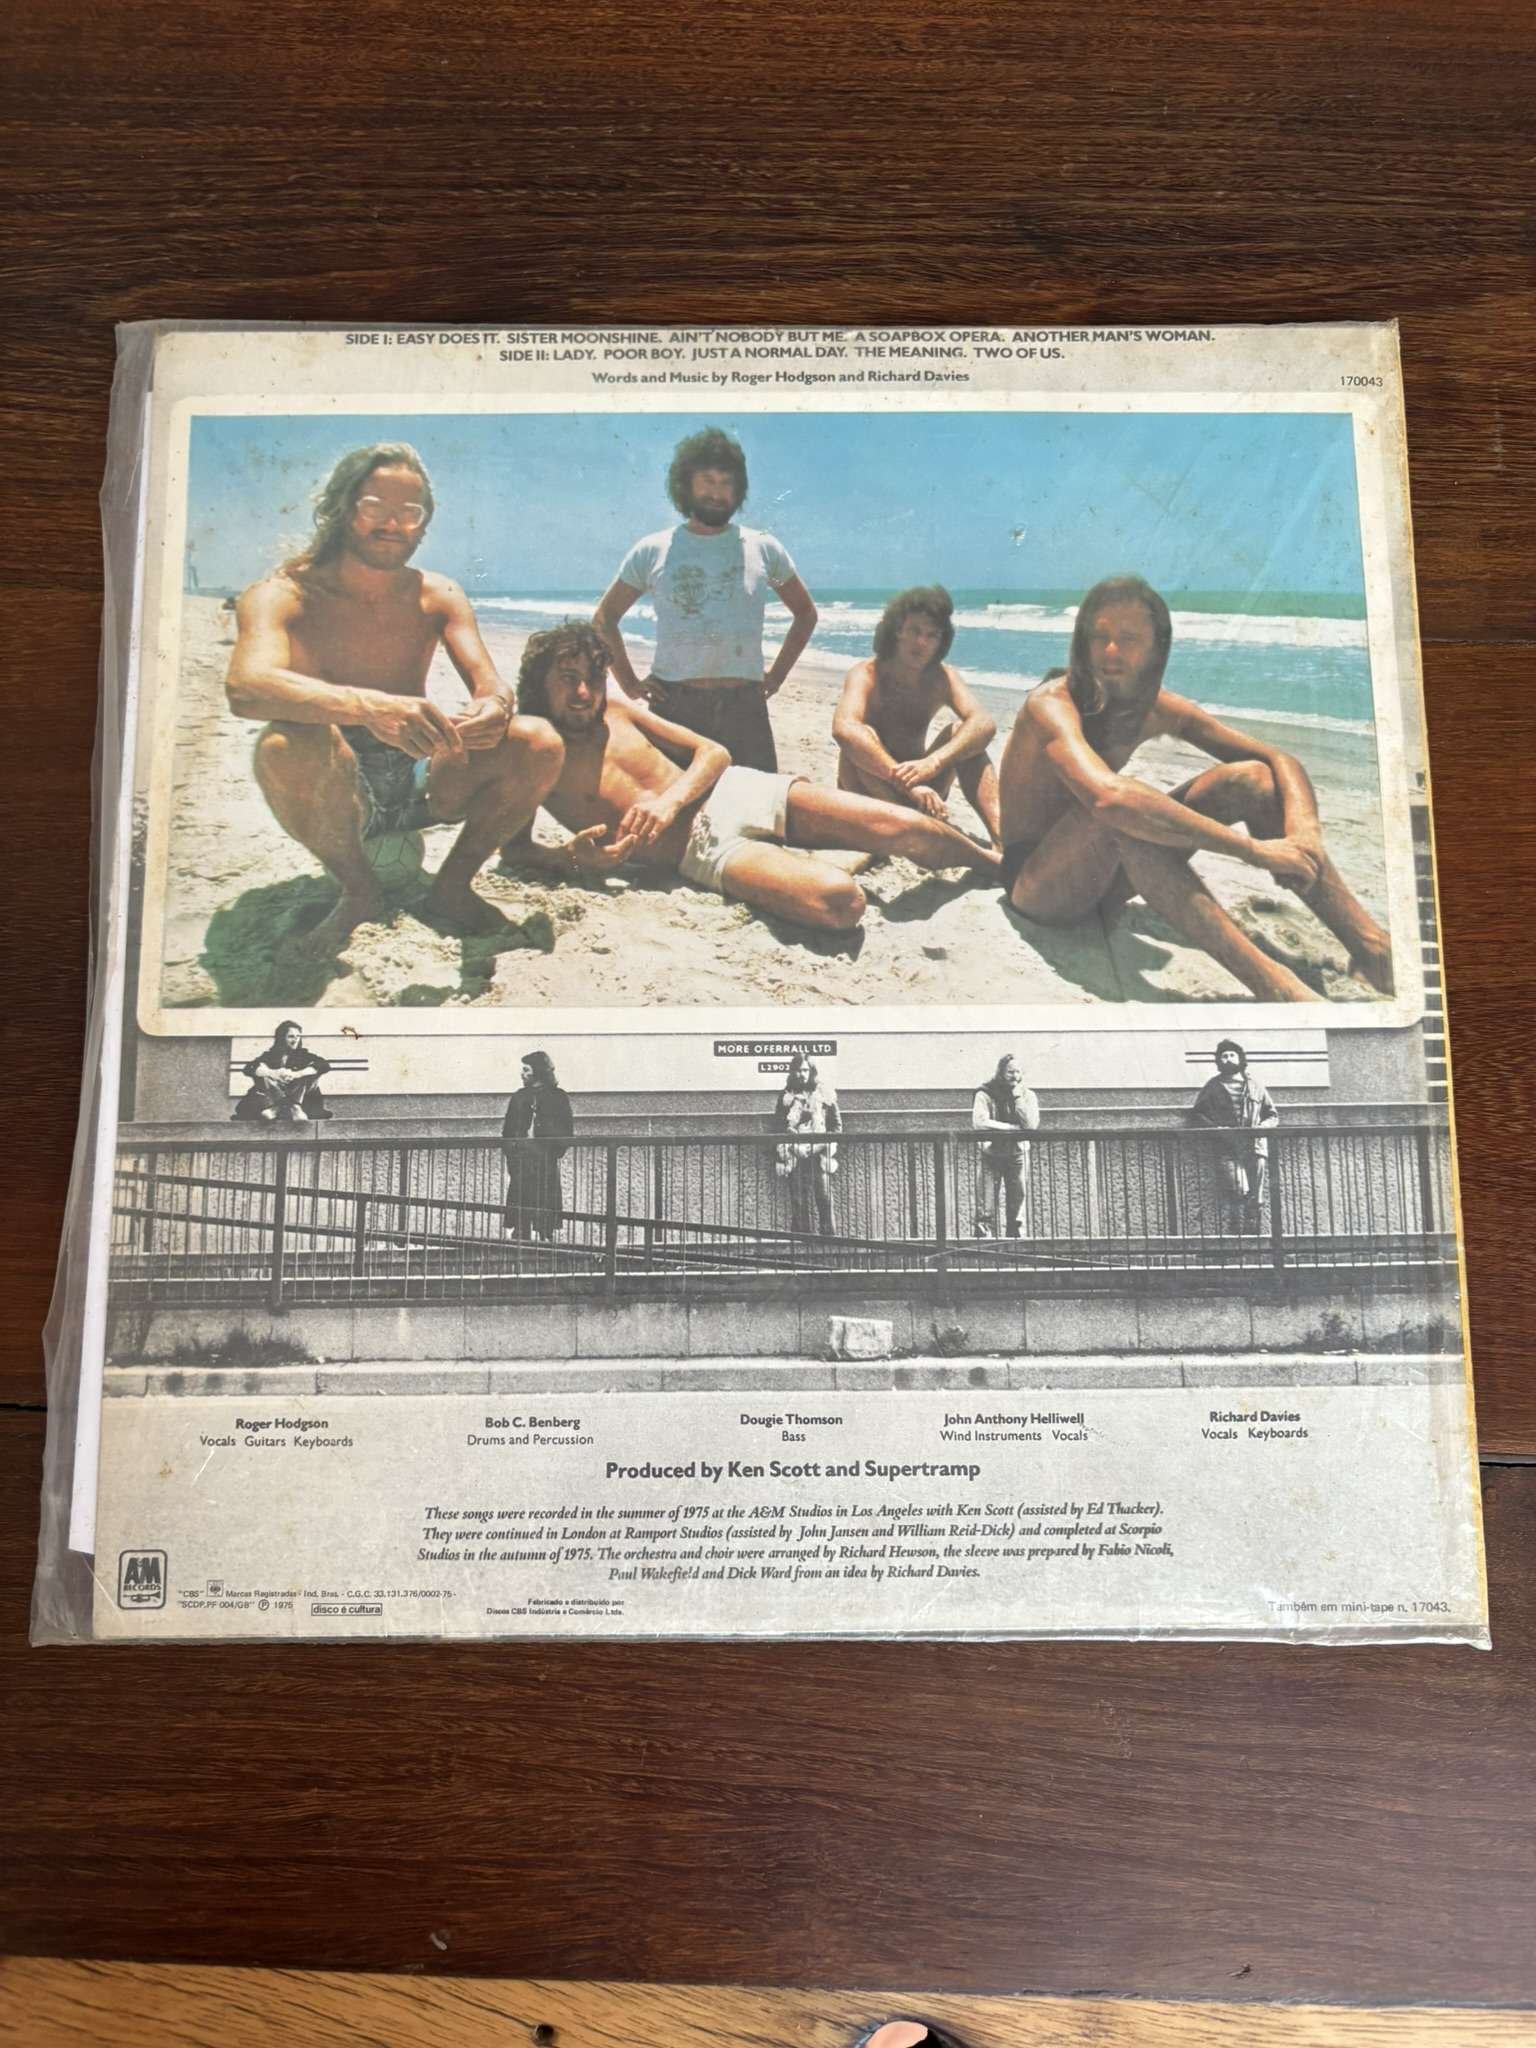 SIDE I: EASY DOES IT. SISTER MOONSHINE. AIN'T NOBODY BUT ME. A SOAPBOX OPERA. ANOTHER MAN'S WOMAN.
SIDE II: LADY. POOR BOY. JUST A NORMAL DAY. THE MEANING. TWO OF US.
Words and Music by Roger Hodgson and Richard Davies
170043
MORE O'FERRALL LTD
L2902
Roger Hodgson
Vocals Guitars Keyboards
Bob C. Benberg
Drums and Percussion
Dougie Thomson
Bass
John Anthony Helliwell
Wind Instruments Vocals
Richard Davies
Vocals Keyboards
Produced by Ken Scott and Supertramp
These songs were recorded in the summer of 1975 at the A&M Studios in Los Angeles with Ken Scott (assisted by Ed Thacker).
They were continued in London at Ramport Studios (assisted by John Jansen and William Reid-Dick) and completed at Scorpio
Studios in the autumn of 1975. The orchestra and choir were arranged by Richard Hewson, the sleeve was prepared by Fabio Nicoli,
Paul Wakefield and Dick Ward from an idea by Richard Davies.
AM
RECORDS
"CBS" Marcas Registradas - Ind. Bras. - C.G.C. 33.131.376/0002-75 -
"SCDP.PF 004/GB" Ⓟ 1975 disco é cultura
Fabricado e distribuído por
Discos CBS Indústria e Comércio Ltda.
Também em mini-tape n. 17043.